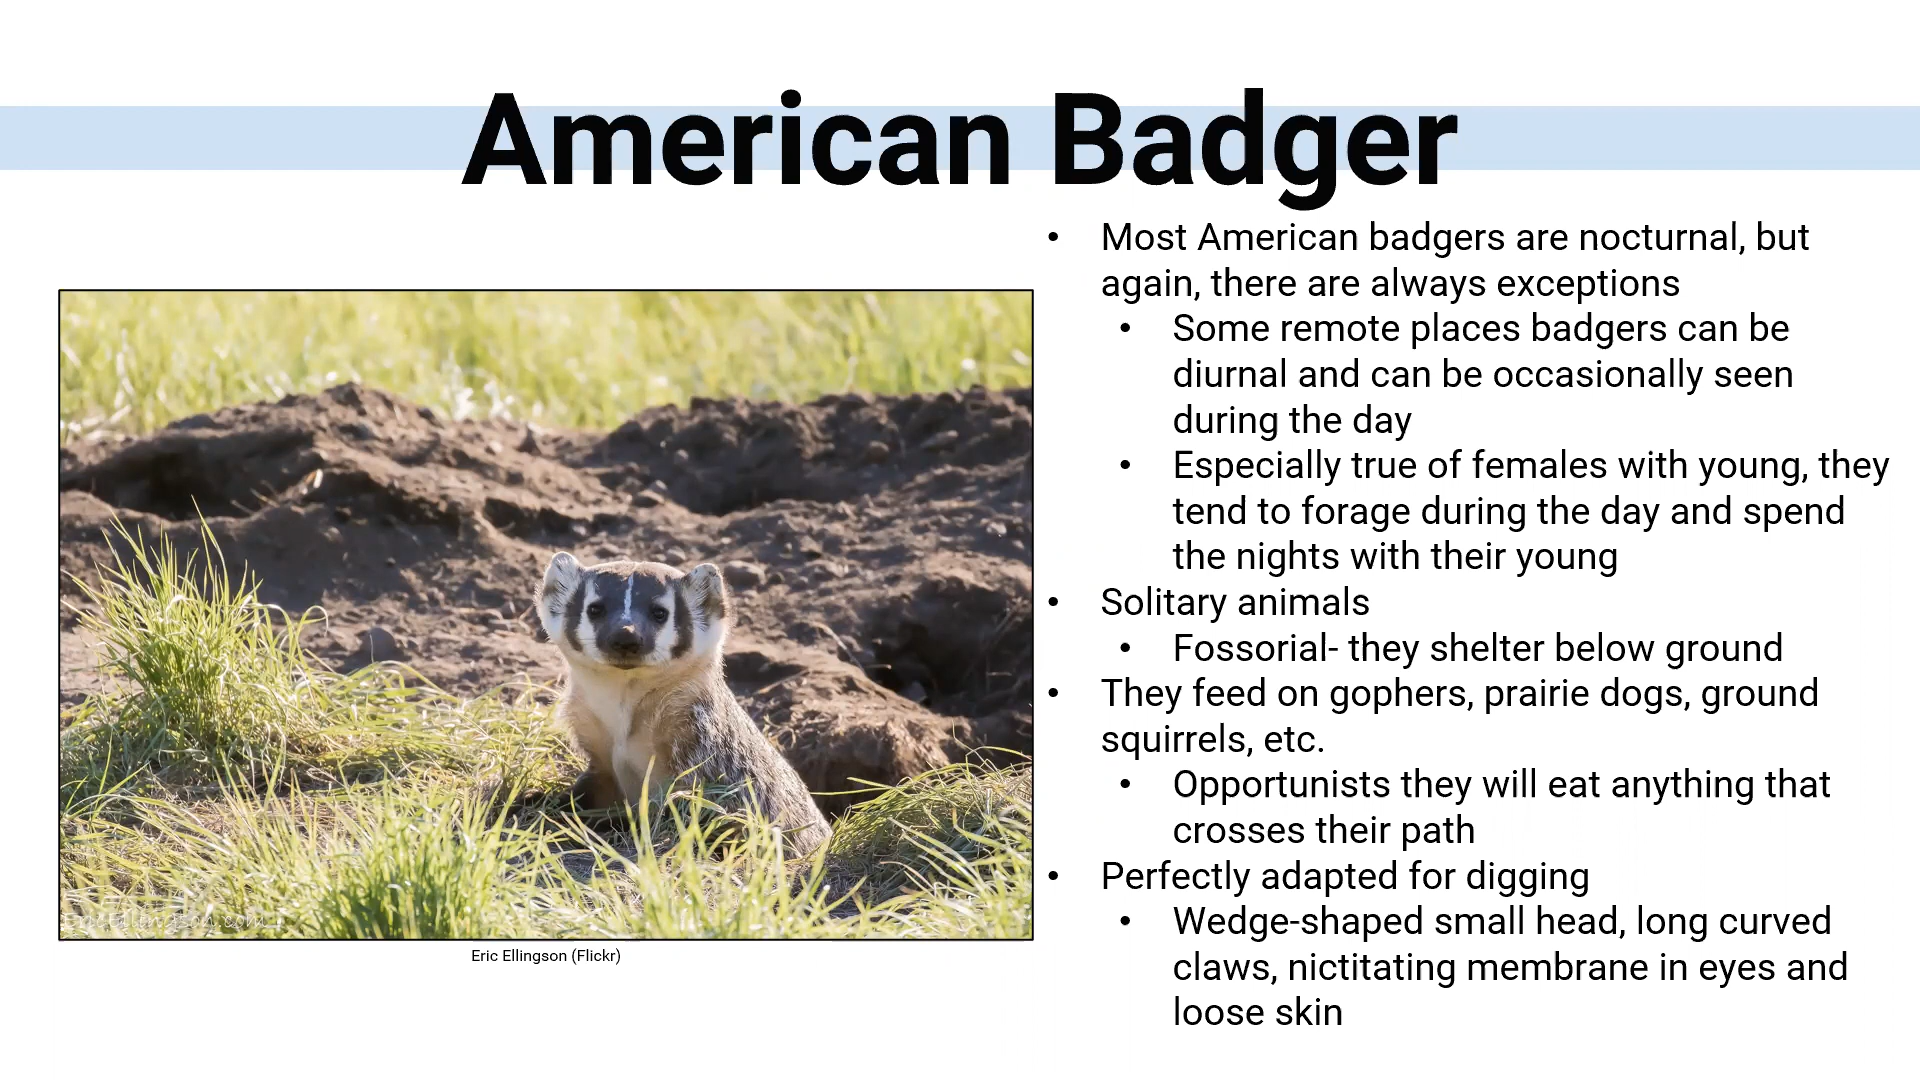 American Badger
• Most American badgers are nocturnal, but
again, there are always exceptions
• Some remote places badgers can be
diurnal and can be occasionally seen
during the day
• Especially true of females with young, they
tend to forage during the day and spend
the nights with their young
• Solitary animals
• Fossorial- they shelter below ground
• They feed on gophers, prairie dogs, ground
squirrels, etc.
• Opportunists they will eat anything that
crosses their path
• Perfectly adapted for digging
• Wedge-shaped small head, long curved
claws, nictitating membrane in eyes and
loose skin
EricEllingson.com
Eric Ellingson (Flickr)